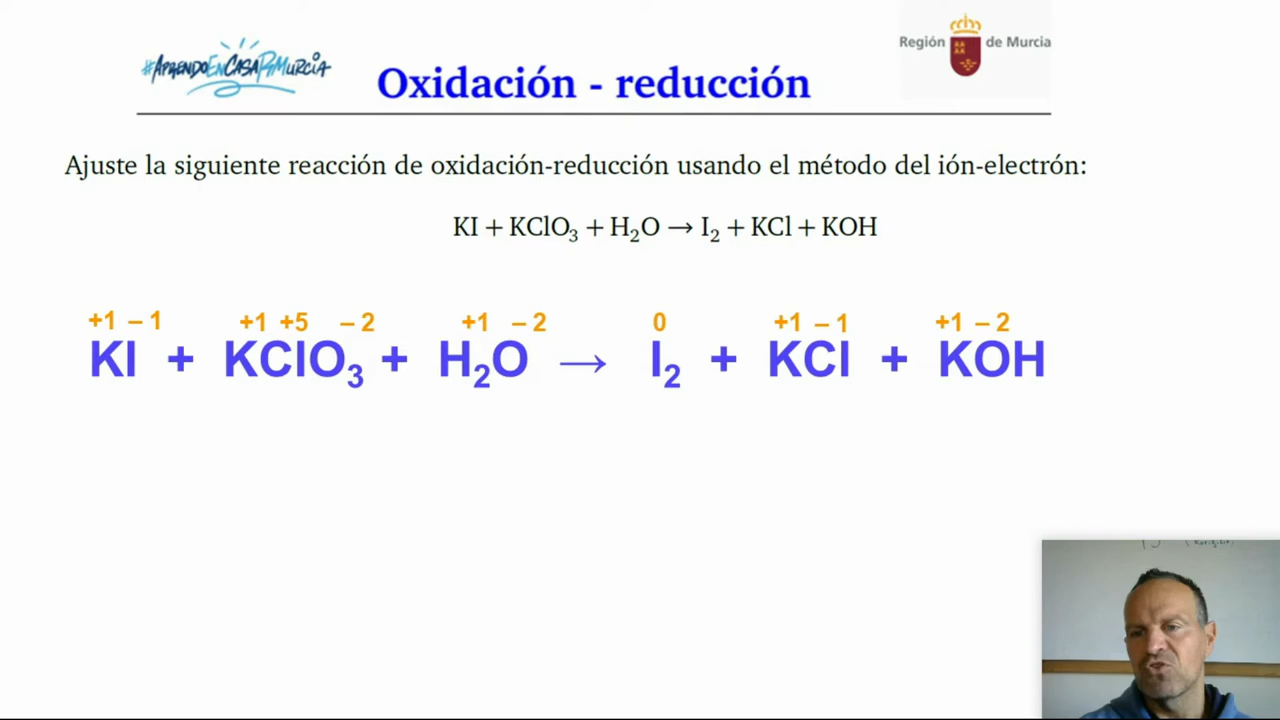 #AprendoEnCasaRMurcia
Región de Murcia
Oxidación - reducción
Ajuste la siguiente reacción de oxidación-reducción usando el método del ión-electrón:
KI + KClO₃ + H₂O → I₂ + KCl + KOH
+1 – 1 +1 +5 – 2 +1 – 2 0 +1 – 1 +1 – 2
KI + KClO₃ + H₂O → I₂ + KCl + KOH